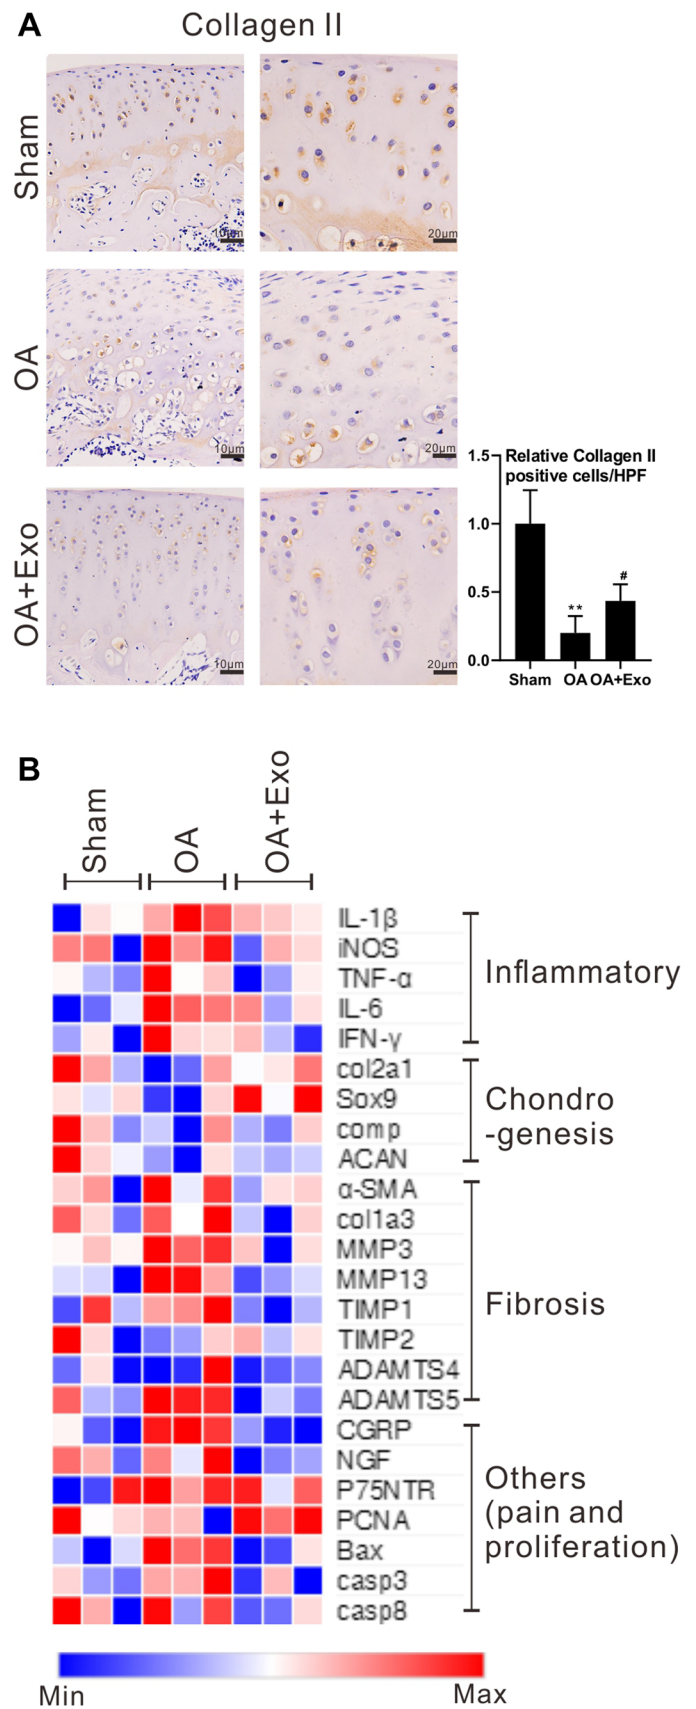 A
Collagen II
Sham
10μm
20μm
OA
10μm
20μm
OA+Exo
10μm
20μm
Relative Collagen II
positive cells/HPF
1.5
1.0
0.5
0.0
**
#
Sham OA OA+Exo
B
Sham
OA
OA+Exo
IL-1β
iNOS
TNF-α
IL-6
IFN-γ
Inflammatory
col2a1
Sox9
comp
ACAN
Chondro
-genesis
α-SMA
col1a3
MMP3
MMP13
TIMP1
TIMP2
ADAMTS4
ADAMTS5
Fibrosis
CGRP
NGF
P75NTR
PCNA
Bax
casp3
casp8
Others
(pain and
proliferation)
Min
Max